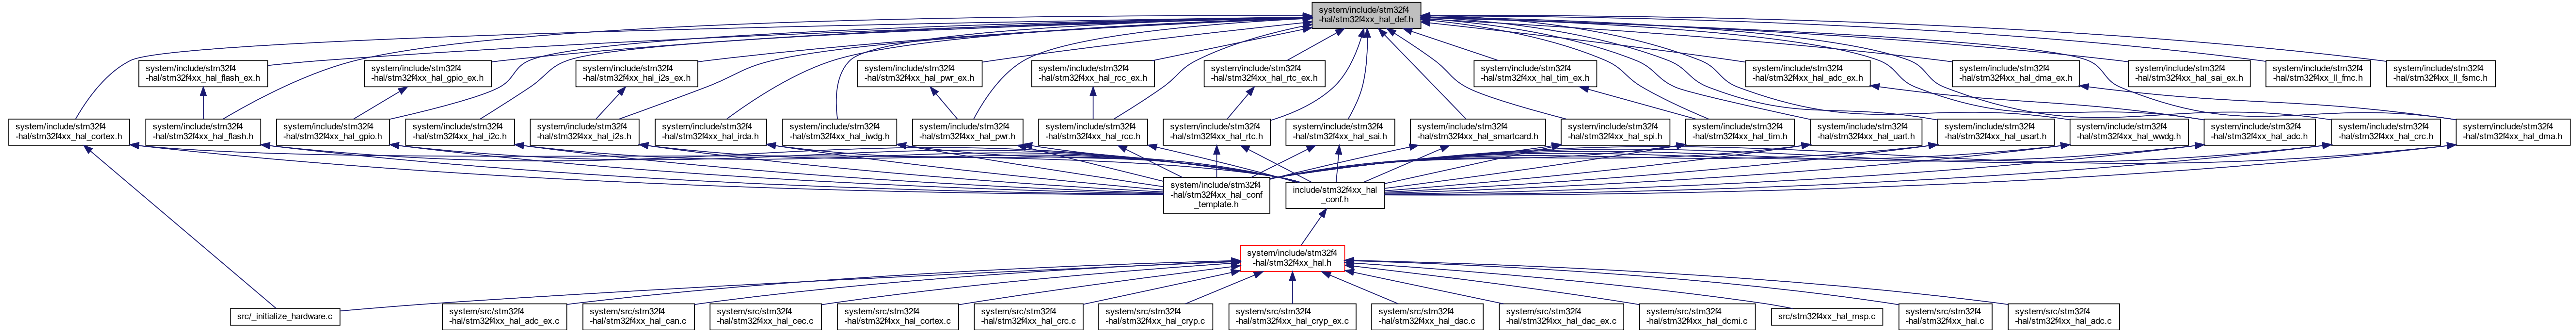 system/include/stm32f4
-hal/stm32f4xx_hal_def.h
system/include/stm32f4
-hal/stm32f4xx_hal_flash_ex.h
system/include/stm32f4
-hal/stm32f4xx_hal_gpio_ex.h
system/include/stm32f4
-hal/stm32f4xx_hal_i2s_ex.h
system/include/stm32f4
-hal/stm32f4xx_hal_pwr_ex.h
system/include/stm32f4
-hal/stm32f4xx_hal_rcc_ex.h
system/include/stm32f4
-hal/stm32f4xx_hal_rtc_ex.h
system/include/stm32f4
-hal/stm32f4xx_hal_tim_ex.h
system/include/stm32f4
-hal/stm32f4xx_hal_adc_ex.h
system/include/stm32f4
-hal/stm32f4xx_hal_dma_ex.h
system/include/stm32f4
-hal/stm32f4xx_hal_sai_ex.h
system/include/stm32f4
-hal/stm32f4xx_ll_fmc.h
system/include/stm32f4
-hal/stm32f4xx_ll_fsmc.h
system/include/stm32f4
-hal/stm32f4xx_hal_cortex.h
system/include/stm32f4
-hal/stm32f4xx_hal_flash.h
system/include/stm32f4
-hal/stm32f4xx_hal_gpio.h
system/include/stm32f4
-hal/stm32f4xx_hal_i2c.h
system/include/stm32f4
-hal/stm32f4xx_hal_i2s.h
system/include/stm32f4
-hal/stm32f4xx_hal_irda.h
system/include/stm32f4
-hal/stm32f4xx_hal_iwdg.h
system/include/stm32f4
-hal/stm32f4xx_hal_pwr.h
system/include/stm32f4
-hal/stm32f4xx_hal_rcc.h
system/include/stm32f4
-hal/stm32f4xx_hal_rtc.h
system/include/stm32f4
-hal/stm32f4xx_hal_sai.h
system/include/stm32f4
-hal/stm32f4xx_hal_smartcard.h
system/include/stm32f4
-hal/stm32f4xx_hal_spi.h
system/include/stm32f4
-hal/stm32f4xx_hal_tim.h
system/include/stm32f4
-hal/stm32f4xx_hal_uart.h
system/include/stm32f4
-hal/stm32f4xx_hal_usart.h
system/include/stm32f4
-hal/stm32f4xx_hal_wwdg.h
system/include/stm32f4
-hal/stm32f4xx_hal_adc.h
system/include/stm32f4
-hal/stm32f4xx_hal_crc.h
system/include/stm32f4
-hal/stm32f4xx_hal_dma.h
system/include/stm32f4
-hal/stm32f4xx_hal_conf
_template.h
include/stm32f4xx_hal
_conf.h
system/include/stm32f4
-hal/stm32f4xx_hal.h
src/_initialize_hardware.c
system/src/stm32f4
-hal/stm32f4xx_hal_adc_ex.c
system/src/stm32f4
-hal/stm32f4xx_hal_can.c
system/src/stm32f4
-hal/stm32f4xx_hal_cec.c
system/src/stm32f4
-hal/stm32f4xx_hal_cortex.c
system/src/stm32f4
-hal/stm32f4xx_hal_crc.c
system/src/stm32f4
-hal/stm32f4xx_hal_cryp.c
system/src/stm32f4
-hal/stm32f4xx_hal_cryp_ex.c
system/src/stm32f4
-hal/stm32f4xx_hal_dac.c
system/src/stm32f4
-hal/stm32f4xx_hal_dac_ex.c
system/src/stm32f4
-hal/stm32f4xx_hal_dcmi.c
src/stm32f4xx_hal_msp.c
system/src/stm32f4
-hal/stm32f4xx_hal.c
system/src/stm32f4
-hal/stm32f4xx_hal_adc.c